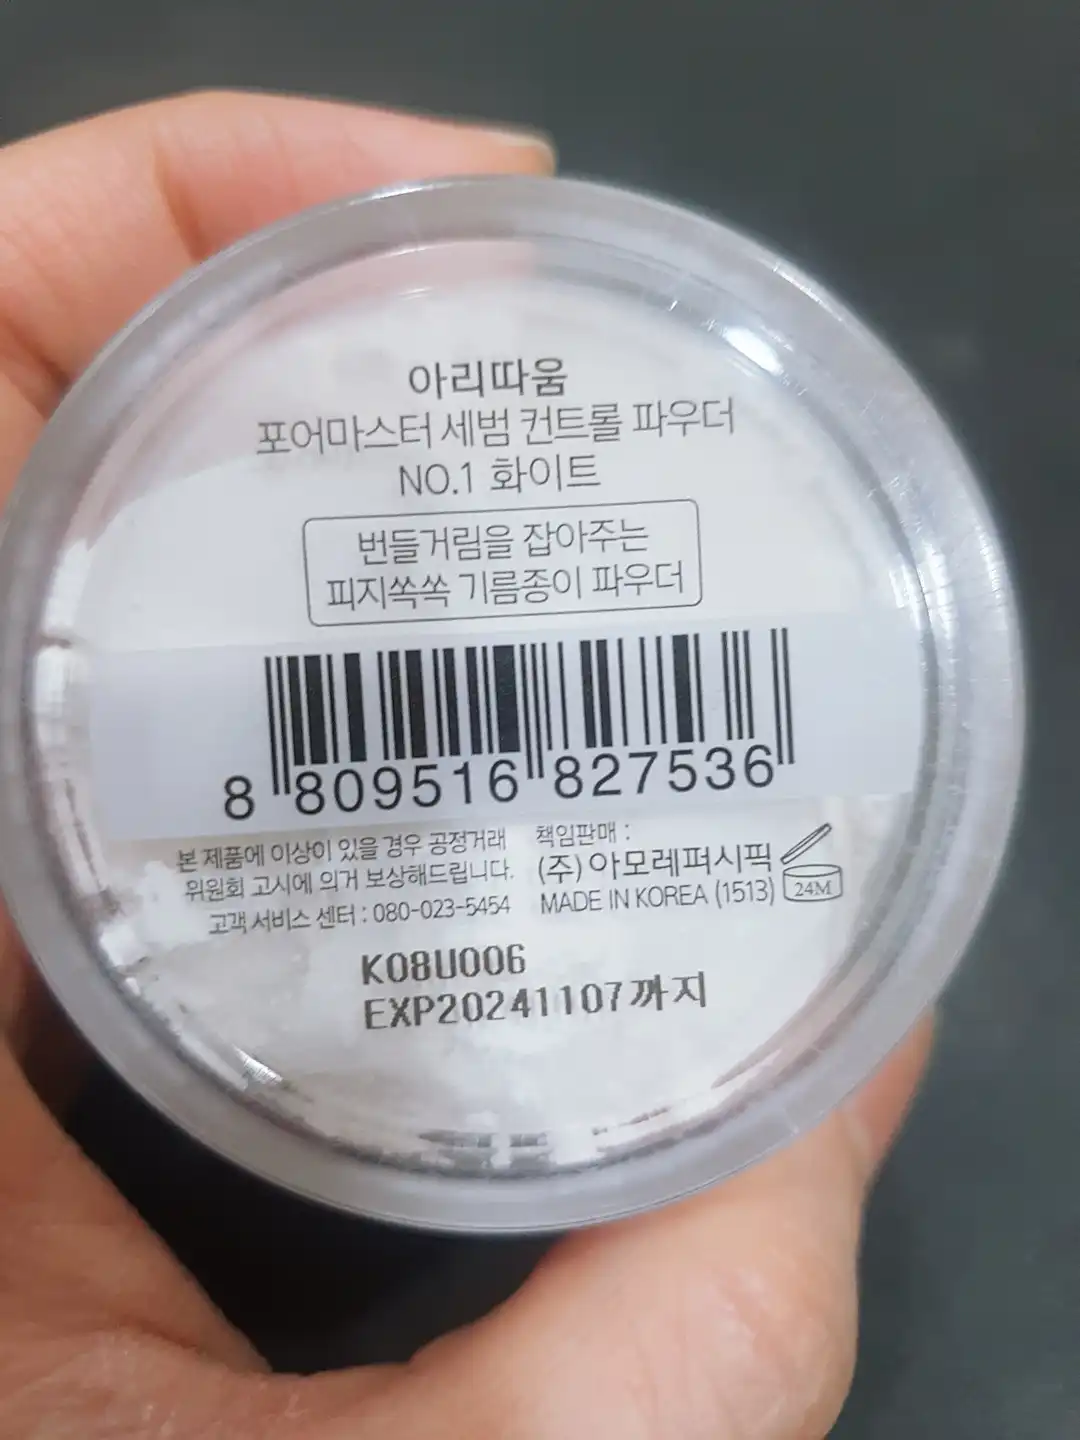 아리따움
포어마스터 세범 컨트롤 파우더
NO.1 화이트
번들거림을 잡아주는
피지쏙쏙 기름종이 파우더
8 809516 827536
본 제품에 이상이 있을 경우 공정거래
위원회 고시에 의거 보상해드립니다.
고객 서비스 센터 : 080-023-5454
책임판매 :
(주)아모레퍼시픽
MADE IN KOREA (1513)
24M
K08U006
EXP20241107까지